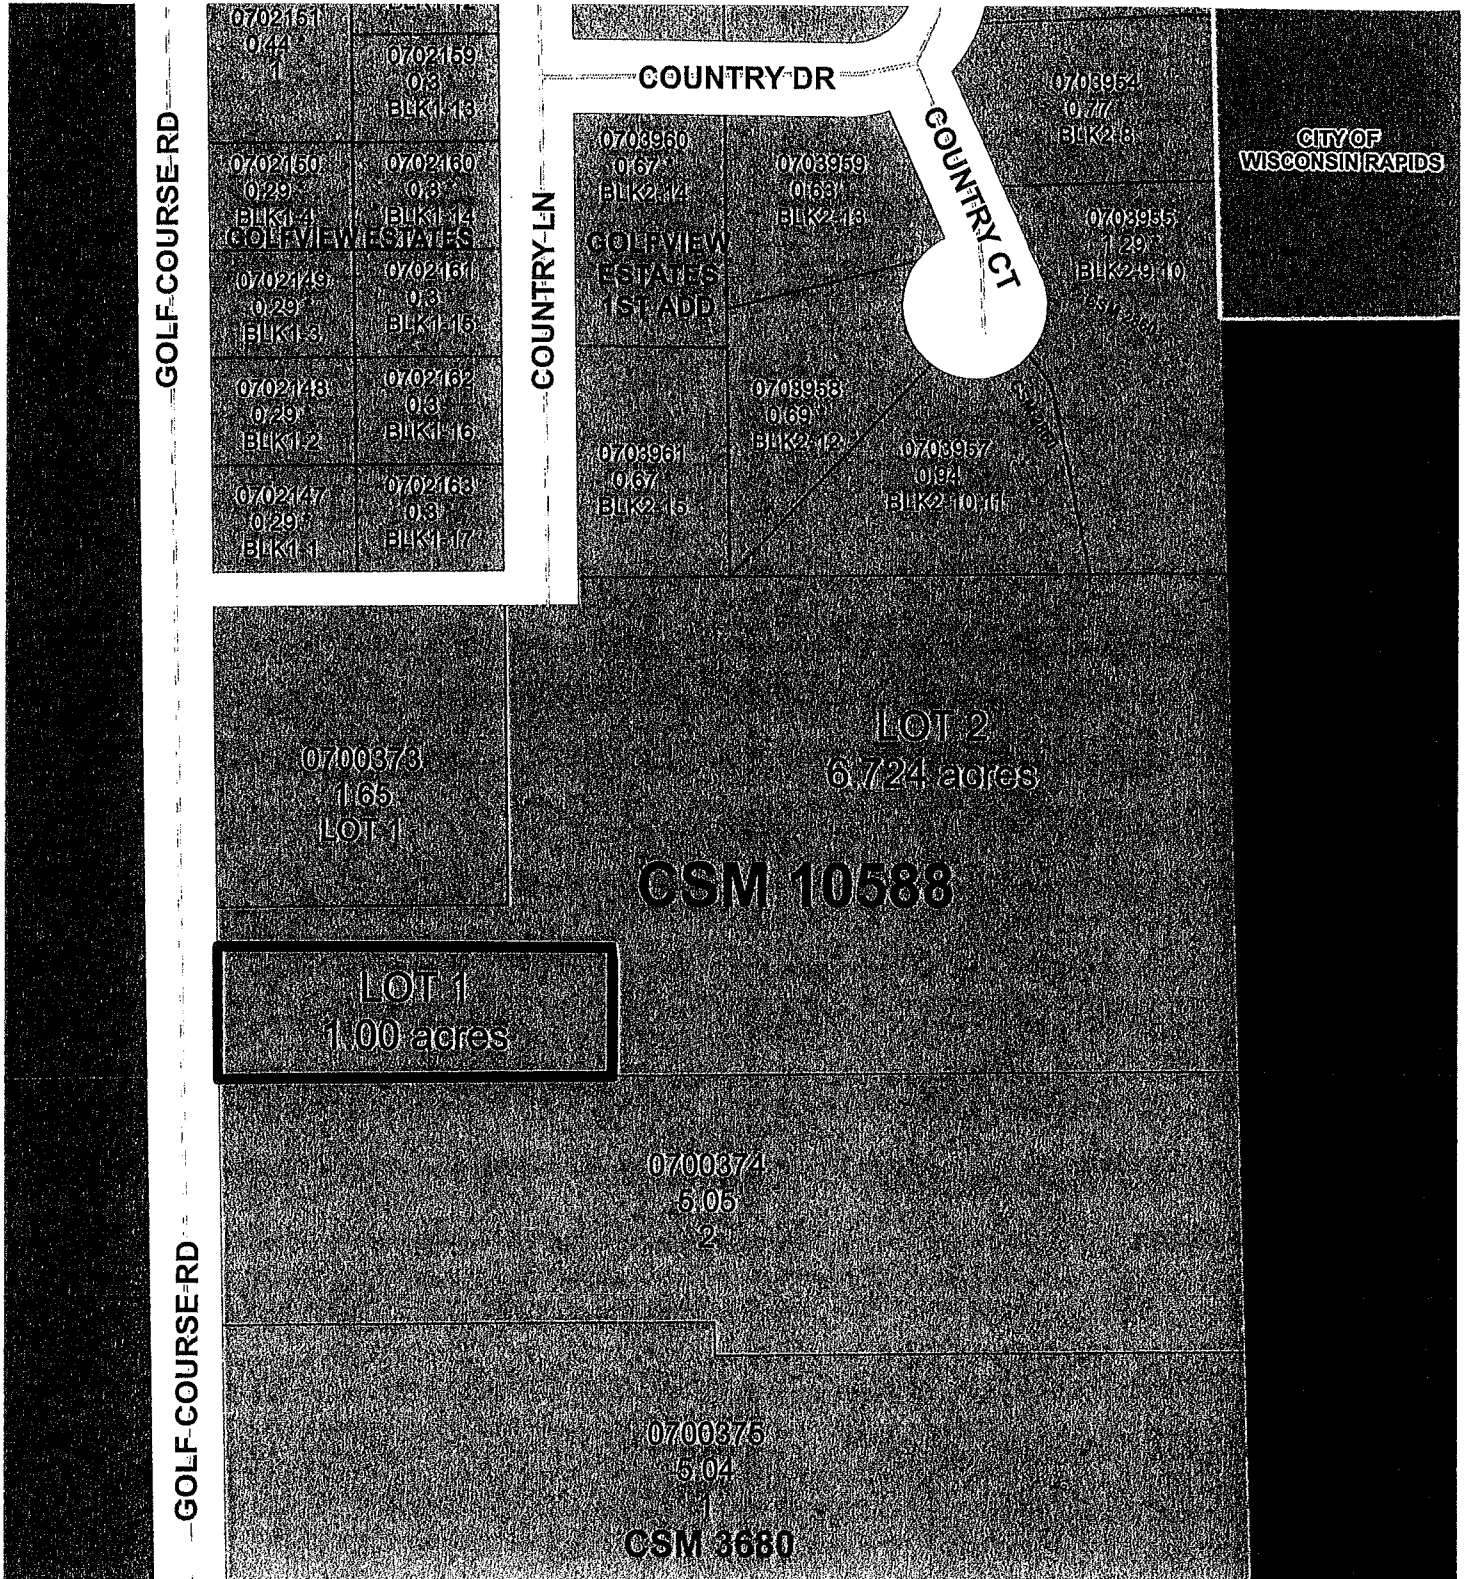 0702151
0.44 *
1
0702159
0.3 *
BLK1-13
COUNTRY DR
0703954
0.77 *
BLK2-8
CITY OF
WISCONSIN RAPIDS
GOLF COURSE RD
0702150
0.29 *
BLK1-4
0702160
0.3 *
BLK1-14
GOLFVIEW ESTATES
COUNTRY LN
0703960
0.67 *
BLK2-14
0703959
0.63 *
BLK2-13
COUNTRY CT
0703955
1.29 *
BLK2-9-10
GOLFVIEW
ESTATES
1ST ADD
0702149
0.29 *
BLK1-3
0702161
0.3 *
BLK1-15
0702148
0.29 *
BLK1-2
0702162
0.3 *
BLK1-16
0703958
0.69 *
BLK2-12
0703961
0.67 *
BLK2-15
0703957
0.94 *
BLK2-10-11
0702147
0.29 *
BLK1-1
0702163
0.3 *
BLK1-17
0700373
1.65
LOT 1
LOT 2
6.724 acres
CSM 10588
LOT 1
1.00 acres
0700374
5.05
2
GOLF COURSE RD
0700375
5.04
1
CSM 3680